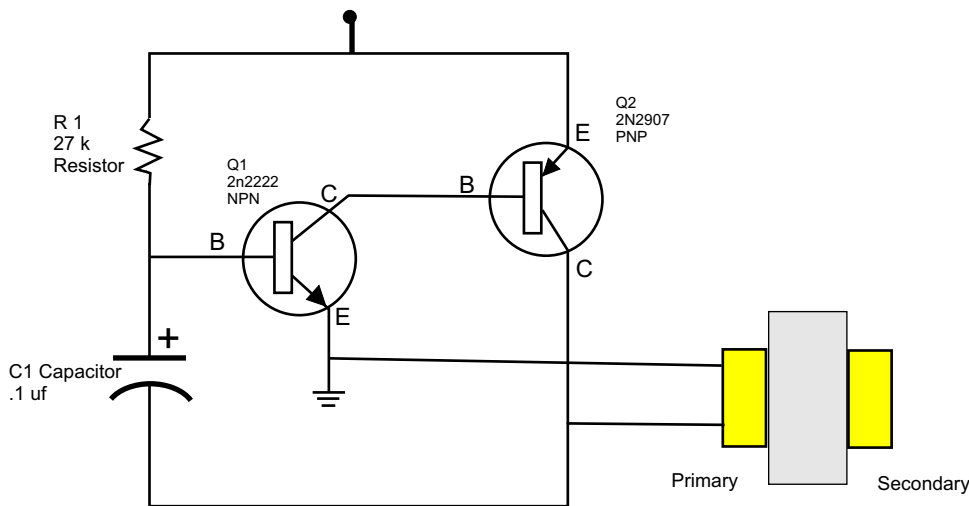 R 1
27 k
Resistor
Q1
2n2222
NPN
C
B
E
Q2
2N2907
PNP
E
B
C
+
C1 Capacitor
.1 uf
Primary
Secondary